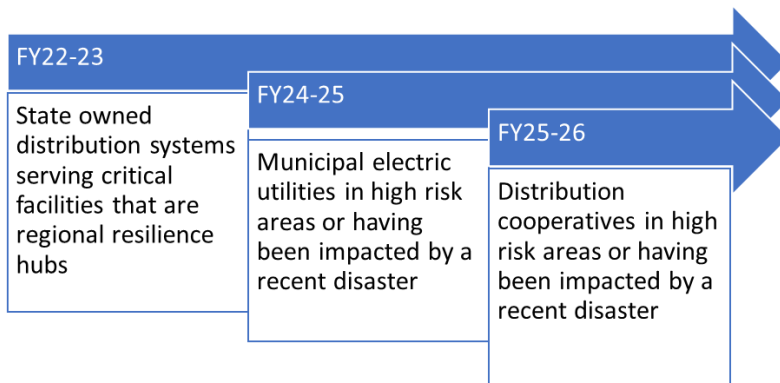 FY22-23
State owned
distribution systems
serving critical
facilities that are
regional resilience
hubs
FY24-25
Municipal electric
utilities in high risk
areas or having
been impacted by a
recent disaster
FY25-26
Distribution
cooperatives in high
risk areas or having
been impacted by a
recent disaster